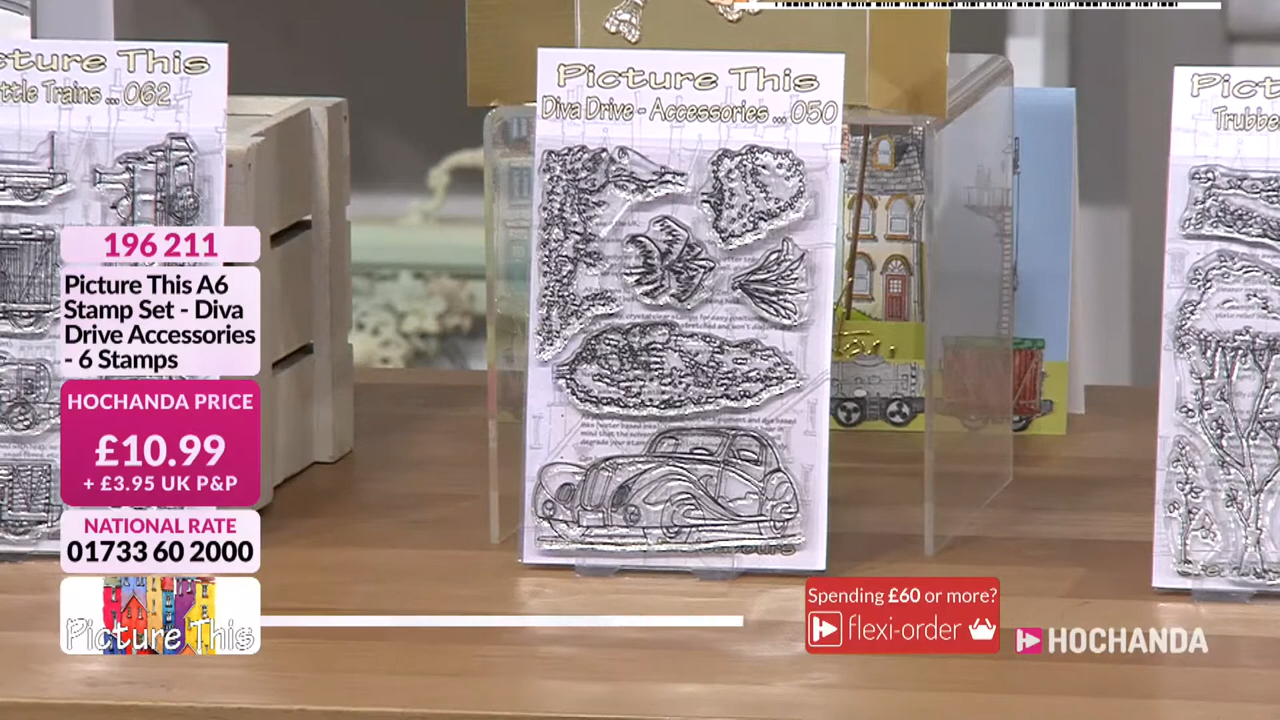 cture This
ttle Trains ... 062
Picture This
Diva Drive - Accessories ... 050
Pict
Trubbe
196 211
Picture This A6
Stamp Set - Diva
Drive Accessories
- 6 Stamps
HOCHANDA PRICE
£10.99
+ £3.95 UK P&P
NATIONAL RATE
01733 60 2000
Picture This
Spending £60 or more?
flexi-order
HOCHANDA